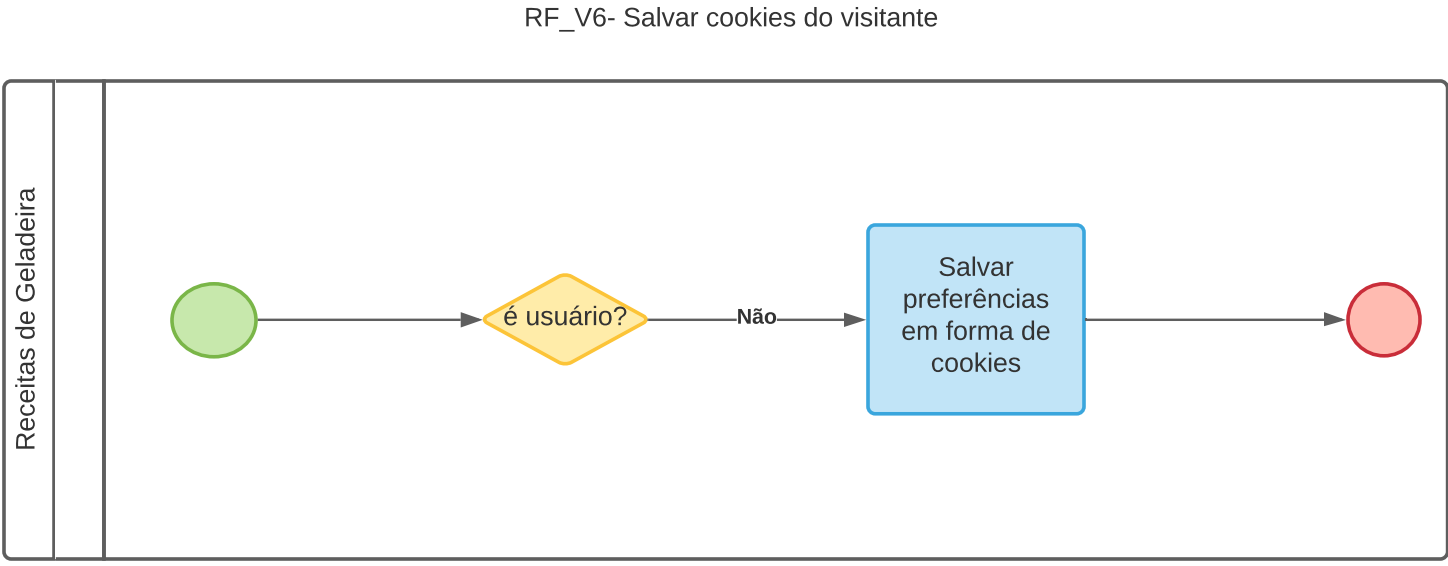 RF_V6- Salvar cookies do visitante
Receitas de Geladeira
é usuário?
Não
Salvar
preferências
em forma de
cookies